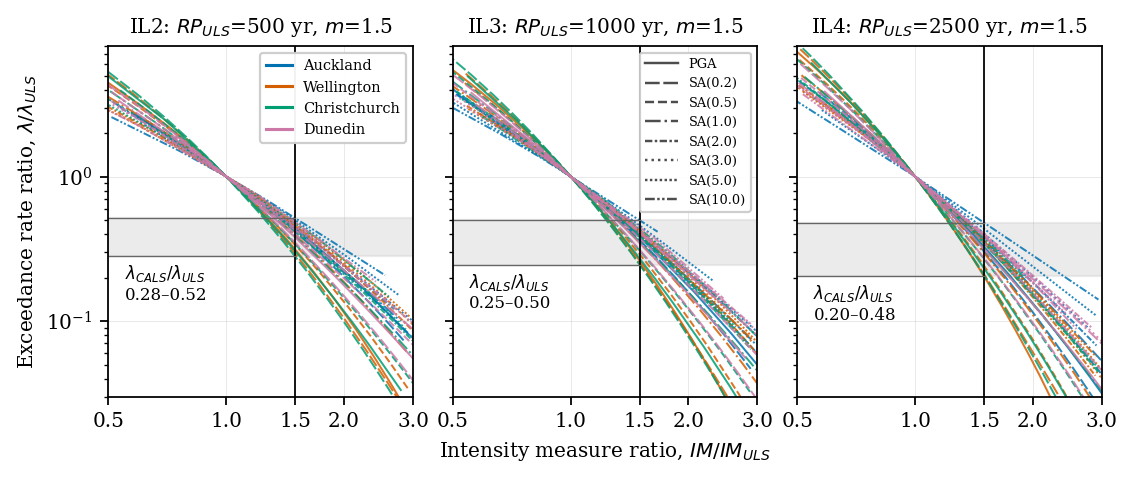 IL2: RP_ULS=500 yr, m=1.5
IL3: RP_ULS=1000 yr, m=1.5
IL4: RP_ULS=2500 yr, m=1.5
Exceedance rate ratio, λ/λ_ULS
10⁰
10⁻¹
Auckland
Wellington
Christchurch
Dunedin
PGA
SA(0.2)
SA(0.5)
SA(1.0)
SA(2.0)
SA(3.0)
SA(5.0)
SA(10.0)
λ_CALS/λ_ULS
0.28–0.52
λ_CALS/λ_ULS
0.25–0.50
λ_CALS/λ_ULS
0.20–0.48
0.5 1.0 1.5 2.0 3.0
0.5 1.0 1.5 2.0 3.0
0.5 1.0 1.5 2.0 3.0
Intensity measure ratio, IM/IM_ULS